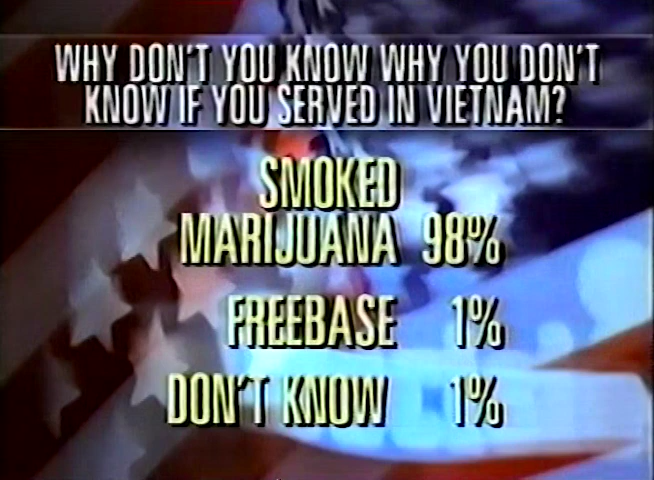 WHY DON'T YOU KNOW WHY YOU DON'T
KNOW IF YOU SERVED IN VIETNAM?
SMOKED
MARIJUANA 98%
FREEBASE 1%
DON'T KNOW 1%